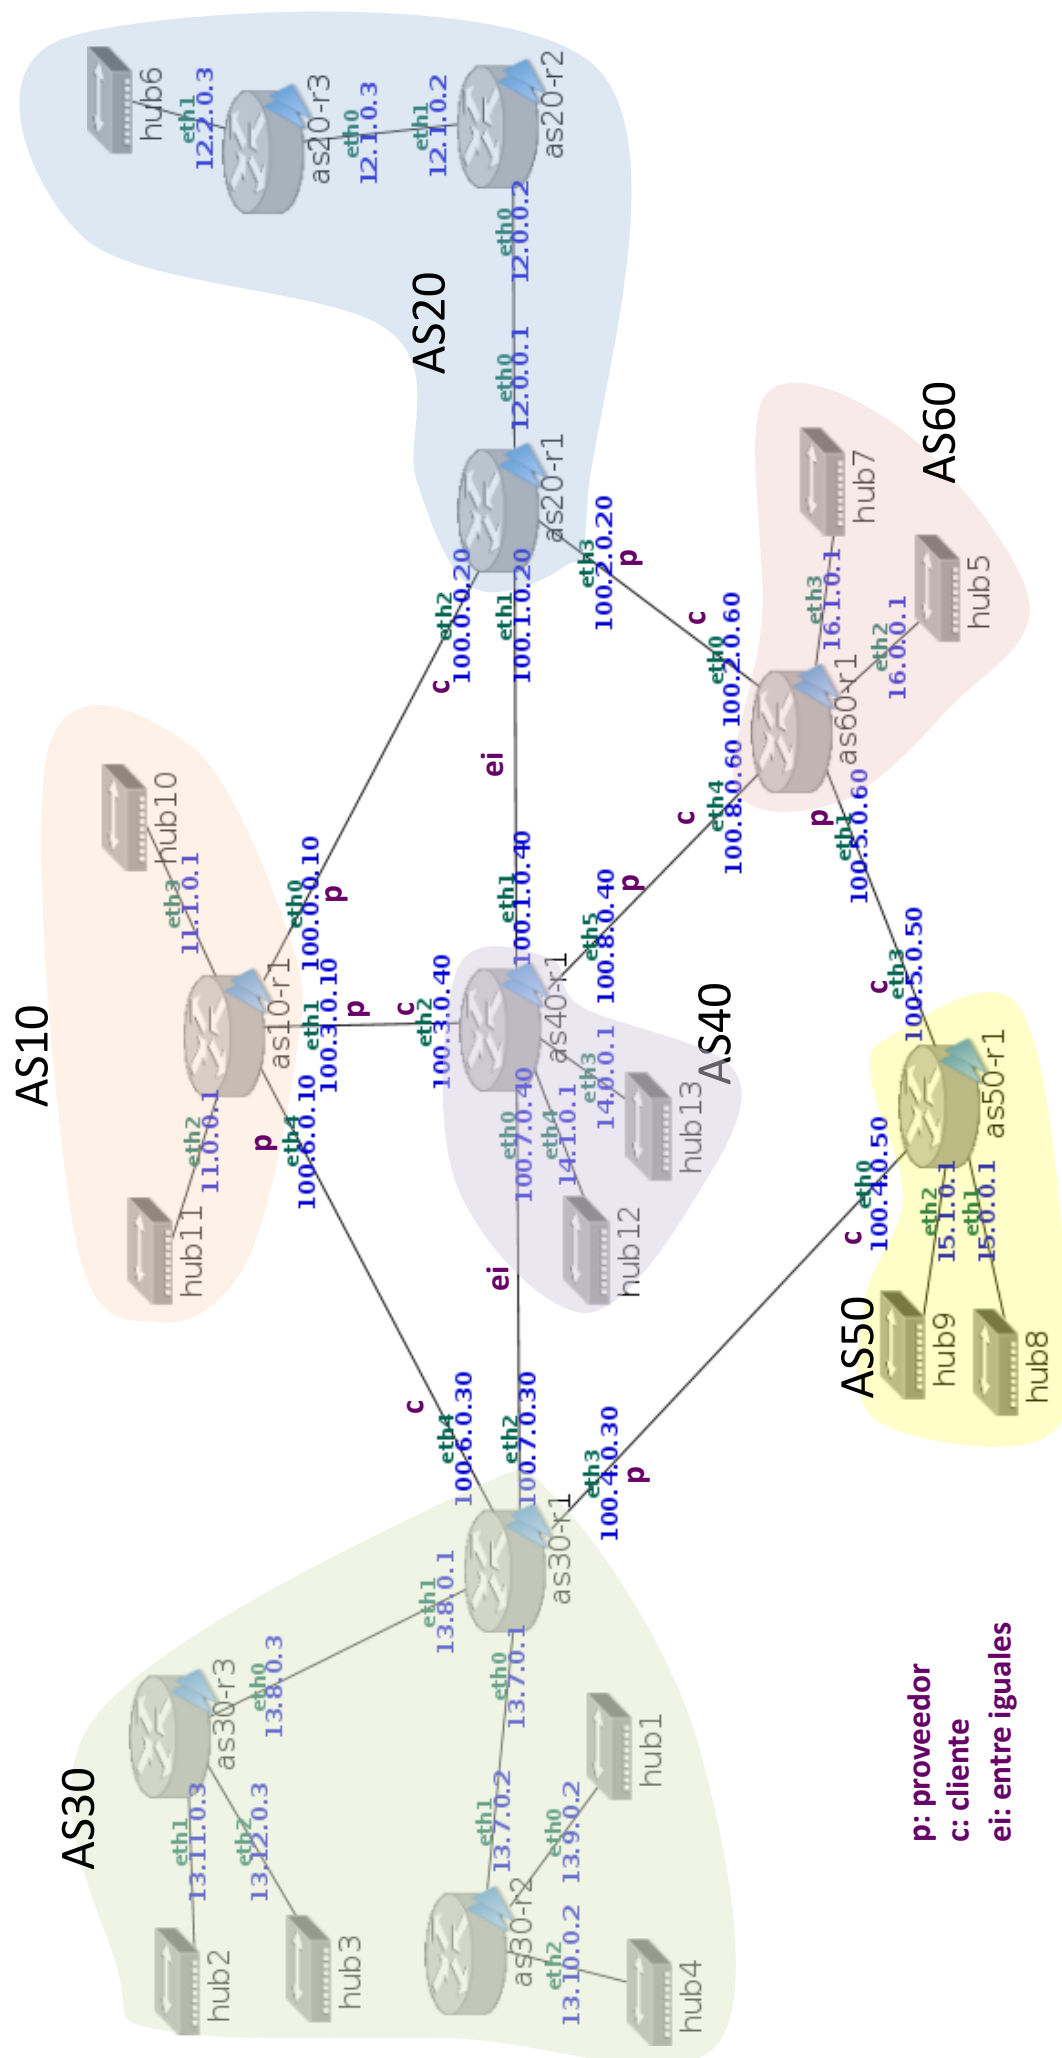 AS30
hub2
eth1
13.11.0.3
hub3
eth2
13.12.0.3
as30-r3
eth0
13.8.0.3
eth1
13.8.0.1
as30-r2
eth1
13.7.0.2
eth0
13.9.0.2
hub1
eth2
13.10.0.2
hub4
eth0
13.7.0.1
as30-r1
c
eth4
100.6.0.30
eth2
100.7.0.30
eth3
100.4.0.30
p
ei
AS10
hub11
eth2
11.0.0.1
hub10
eth3
11.1.0.1
as10-r1
p
eth4
100.6.0.10
eth1
100.3.0.10
p
eth0
100.0.0.10
p
c
eth2
100.3.0.40
as40-r1
eth0
100.7.0.40
eth4
14.1.0.1
eth3
14.0.0.1
hub12
hub13
AS40
eth1
100.1.0.40
eth5
100.8.0.40
p
ei
c
eth2
100.0.0.20
eth1
100.1.0.20
as20-r1
eth3
100.2.0.20
p
AS20
eth0
12.0.0.1
eth0
12.0.0.2
as20-r2
eth1
12.1.0.2
eth0
12.1.0.3
as20-r3
eth1
12.2.0.3
hub6
c
eth0
100.2.0.60
c
eth4
100.8.0.60
as60-r1
p
eth1
100.5.0.60
eth3
16.1.0.1
hub7
eth2
16.0.0.1
hub5
AS60
c
eth3
100.5.0.50
as50-r1
c
eth0
100.4.0.50
eth2
15.1.0.1
eth1
15.0.0.1
AS50
hub9
hub8
p: proveedor
c: cliente
ei: entre iguales